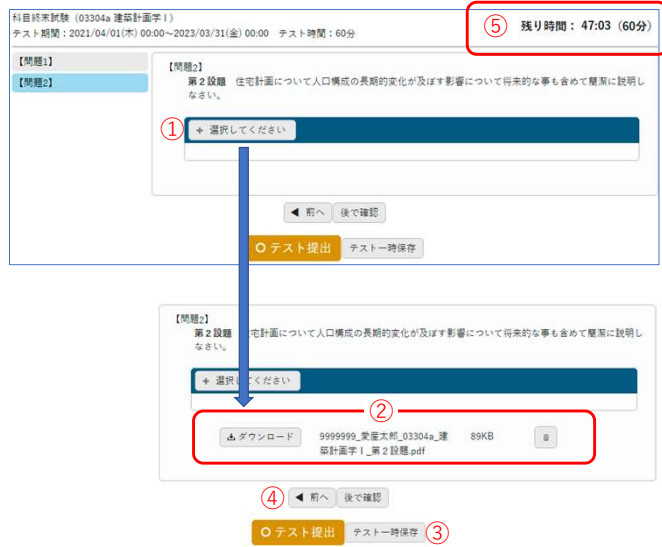 科目終末試験（03304a 建築計画学Ⅰ）
テスト期間：2021/04/01(木) 00:00～2023/03/31(金) 00:00　テスト時間：60分
⑤ 残り時間： 47:03（60分）
【問題1】
【問題2】
【問題2】
第２設題　住宅計画について人口構成の長期的変化が及ぼす影響について将来的な事も含めて簡潔に説明し
なさい。
① + 選択してください
◀ 前へ　後で確認
テスト提出　テスト一時保存
【問題2】
第２設題　住宅計画について人口構成の長期的変化が及ぼす影響について将来的な事も含めて簡潔に説明し
なさい。
+ 選択してください
②
ダウンロード　9999999_愛産太郎_03304a_建　89KB
築計画学Ⅰ_第２設題.pdf
④ ◀ 前へ　後で確認
テスト提出　テスト一時保存 ③